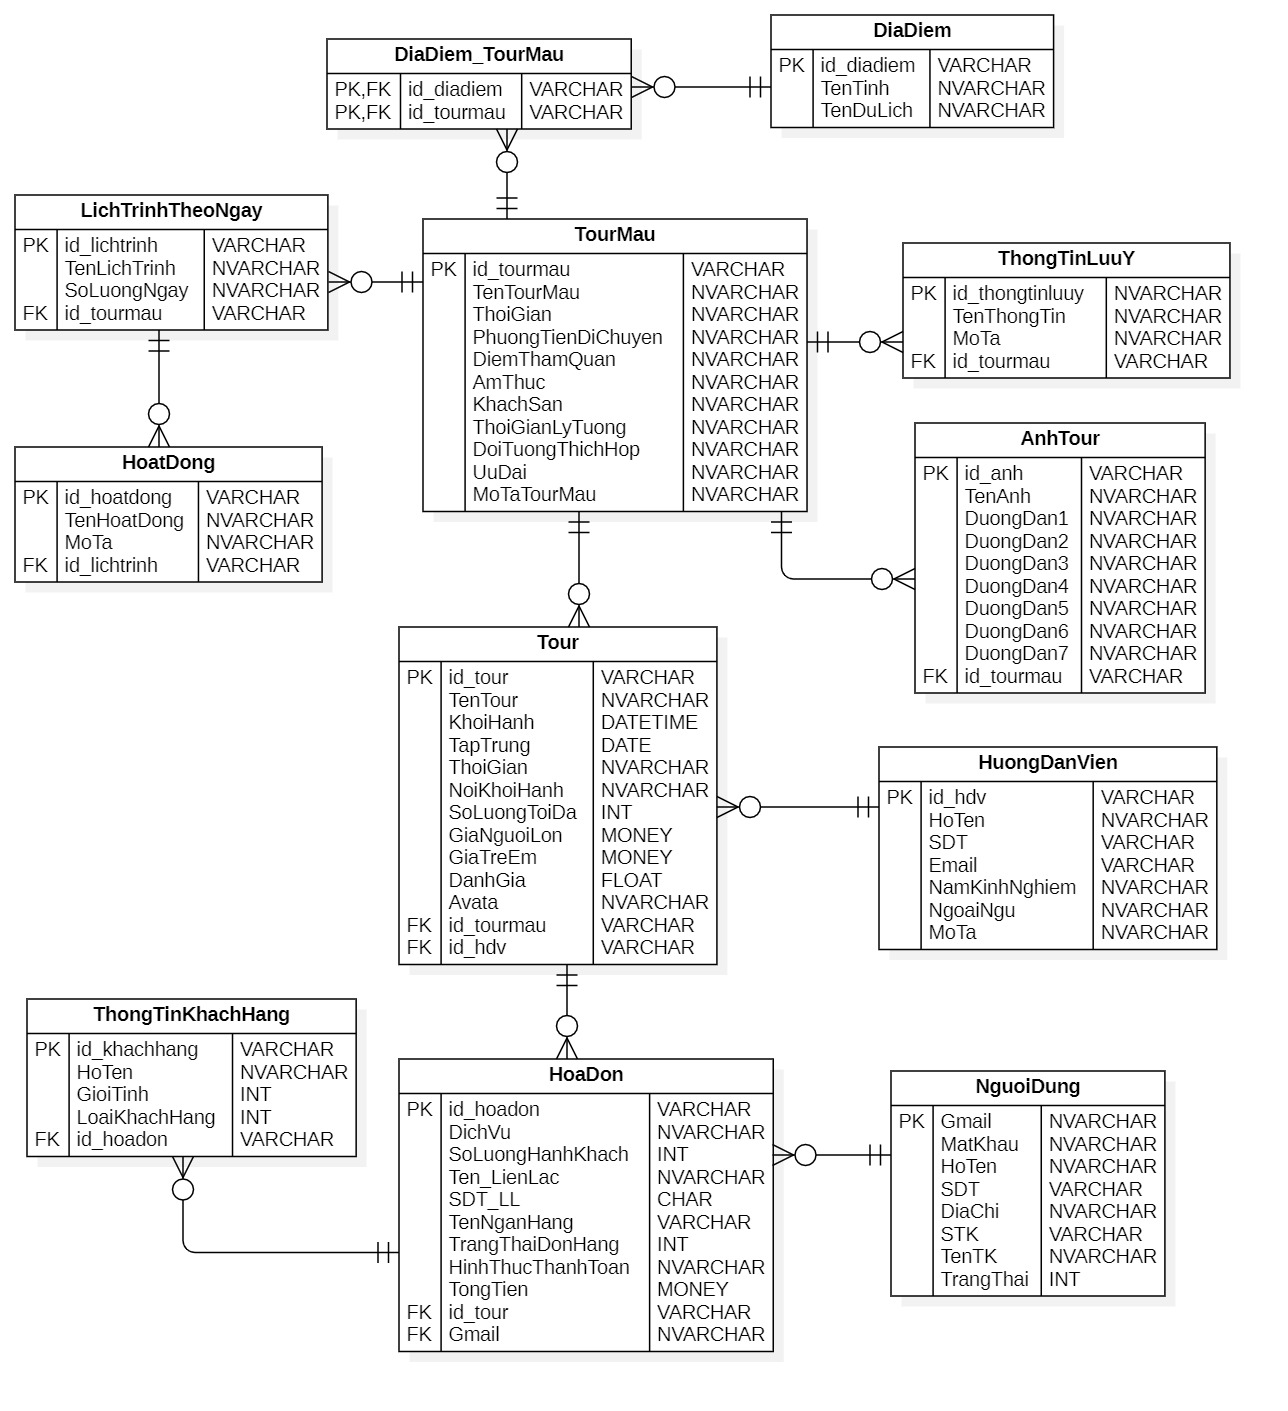 DiaDiem_TourMau
PK,FK id_diadiem VARCHAR
PK,FK id_tourmau VARCHAR
DiaDiem
PK id_diadiem VARCHAR
TenTinh NVARCHAR
TenDuLich NVARCHAR
LichTrinhTheoNgay
PK id_lichtrinh VARCHAR
TenLichTrinh NVARCHAR
SoLuongNgay NVARCHAR
FK id_tourmau VARCHAR
TourMau
PK id_tourmau VARCHAR
TenTourMau NVARCHAR
ThoiGian NVARCHAR
PhuongTienDiChuyen NVARCHAR
DiemThamQuan NVARCHAR
AmThuc NVARCHAR
KhachSan NVARCHAR
ThoiGianLyTuong NVARCHAR
DoiTuongThichHop NVARCHAR
UuDai NVARCHAR
MoTaTourMau NVARCHAR
ThongTinLuuY
PK id_thongtinluuy NVARCHAR
TenThongTin NVARCHAR
MoTa NVARCHAR
FK id_tourmau VARCHAR
HoatDong
PK id_hoatdong VARCHAR
TenHoatDong NVARCHAR
MoTa NVARCHAR
FK id_lichtrinh VARCHAR
AnhTour
PK id_anh VARCHAR
TenAnh NVARCHAR
DuongDan1 NVARCHAR
DuongDan2 NVARCHAR
DuongDan3 NVARCHAR
DuongDan4 NVARCHAR
DuongDan5 NVARCHAR
DuongDan6 NVARCHAR
DuongDan7 NVARCHAR
FK id_tourmau VARCHAR
Tour
PK id_tour VARCHAR
TenTour NVARCHAR
KhoiHanh DATETIME
TapTrung DATE
ThoiGian NVARCHAR
NoiKhoiHanh NVARCHAR
SoLuongToiDa INT
GiaNguoiLon MONEY
GiaTreEm MONEY
DanhGia FLOAT
Avata NVARCHAR
FK id_tourmau VARCHAR
FK id_hdv VARCHAR
HuongDanVien
PK id_hdv VARCHAR
HoTen NVARCHAR
SDT VARCHAR
Email VARCHAR
NamKinhNghiem NVARCHAR
NgoaiNgu NVARCHAR
MoTa NVARCHAR
ThongTinKhachHang
PK id_khachhang VARCHAR
HoTen NVARCHAR
GioiTinh INT
LoaiKhachHang INT
FK id_hoadon VARCHAR
HoaDon
PK id_hoadon VARCHAR
DichVu NVARCHAR
SoLuongHanhKhach INT
Ten_LienLac NVARCHAR
SDT_LL CHAR
TenNganHang VARCHAR
TrangThaiDonHang INT
HinhThucThanhToan NVARCHAR
TongTien MONEY
FK id_tour VARCHAR
FK Gmail NVARCHAR
NguoiDung
PK Gmail NVARCHAR
MatKhau NVARCHAR
HoTen NVARCHAR
SDT VARCHAR
DiaChi NVARCHAR
STK VARCHAR
TenTK NVARCHAR
TrangThai INT